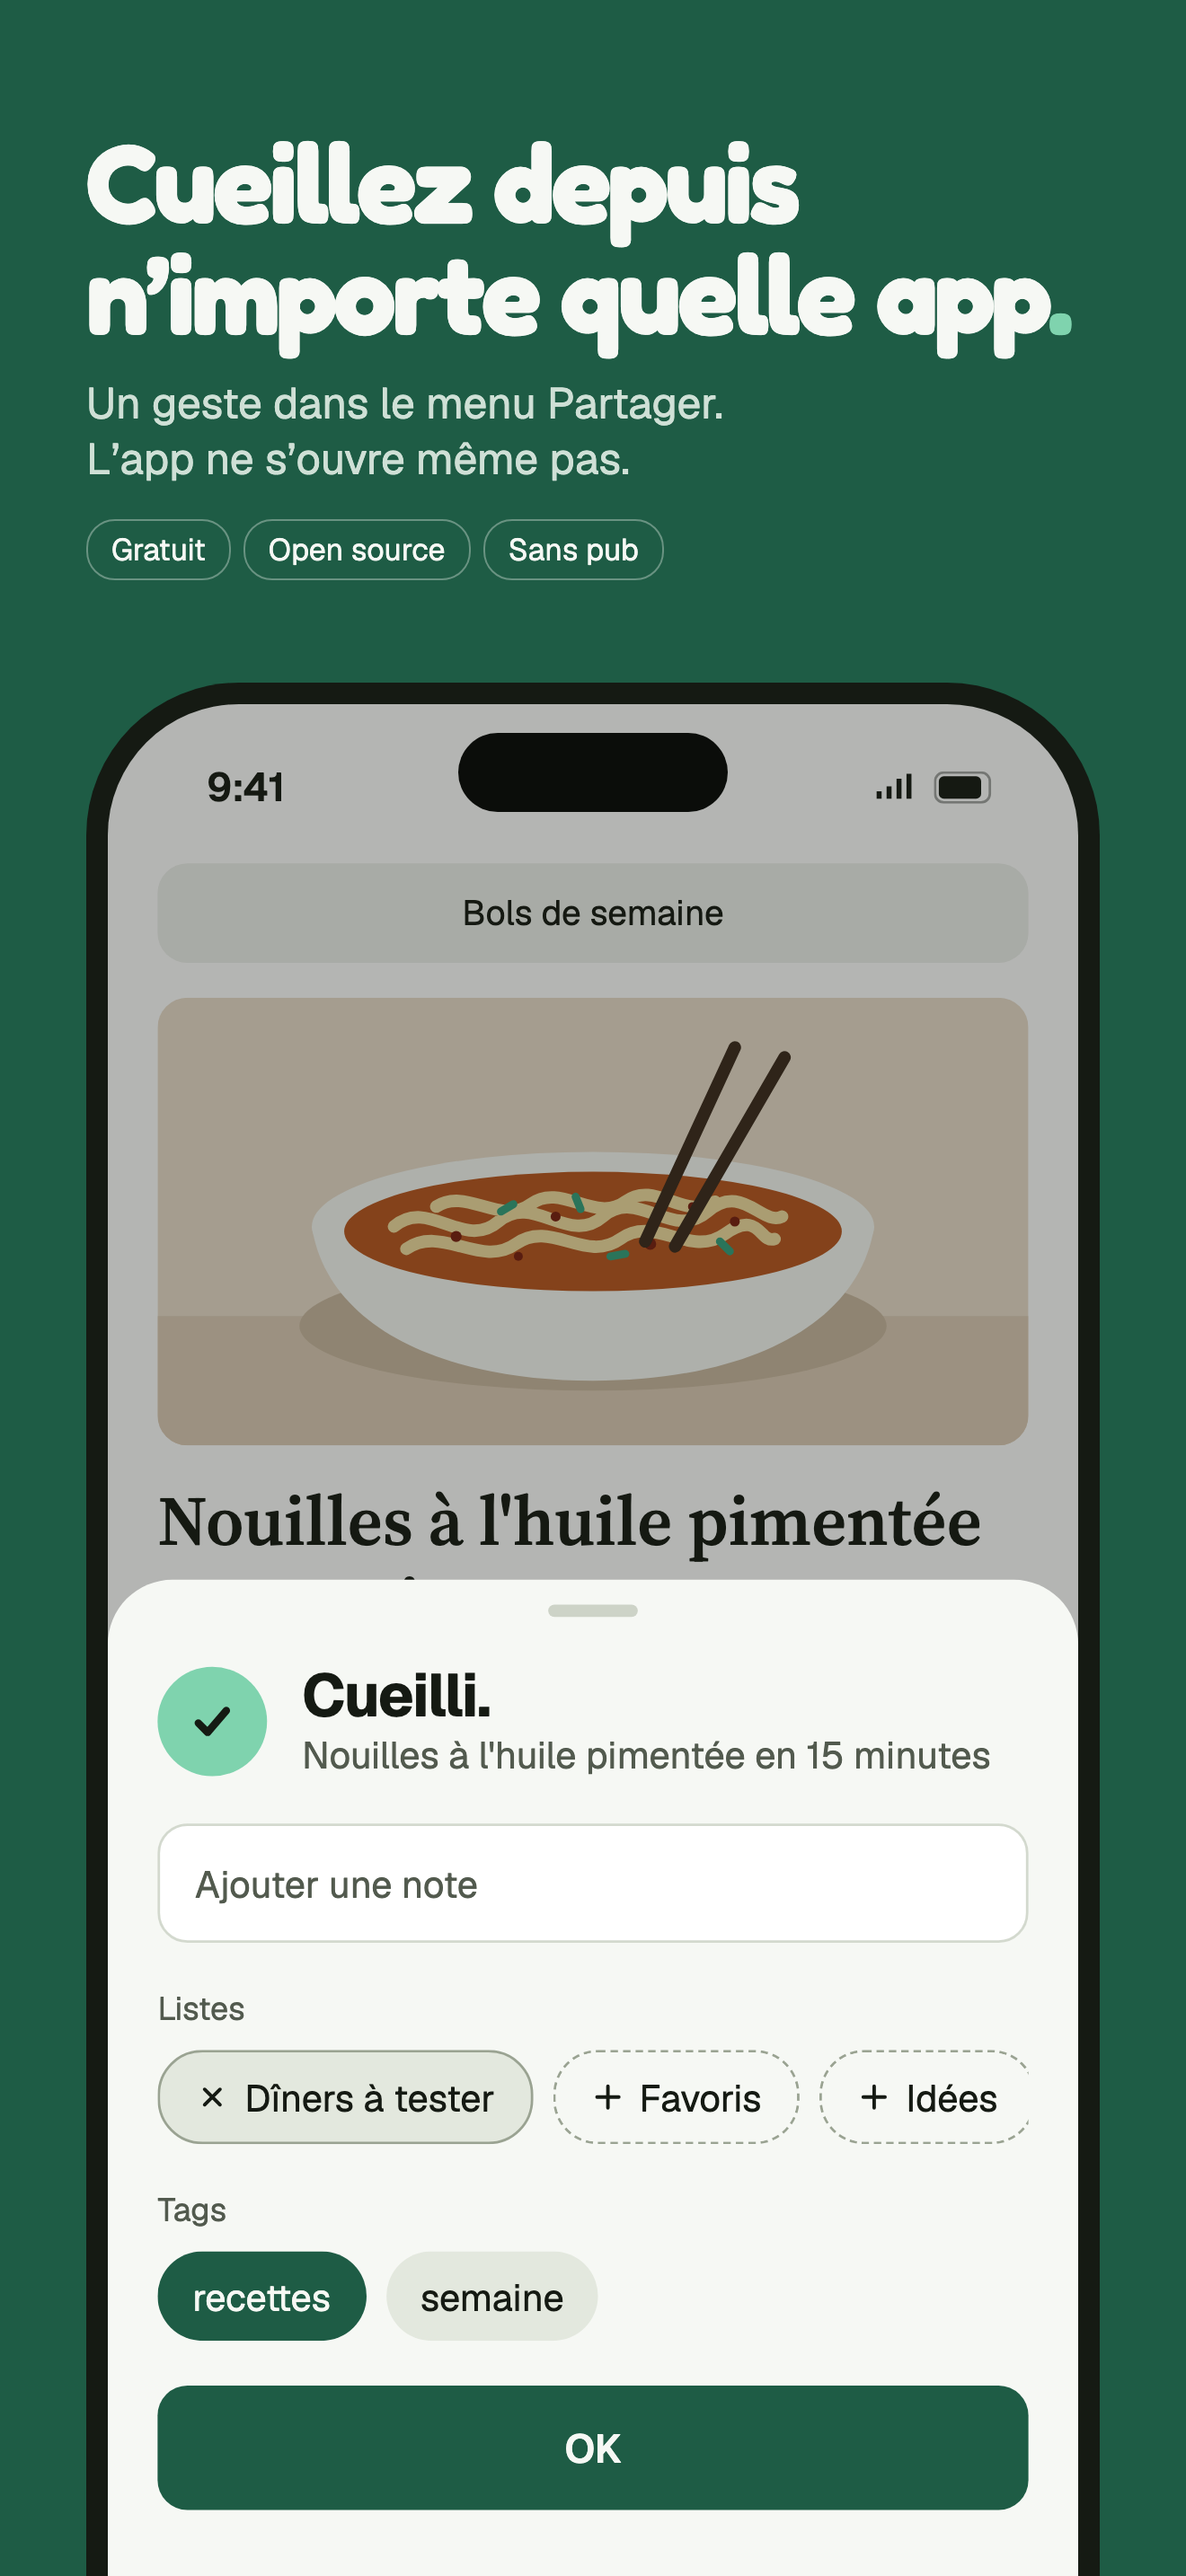 Cueillez depuis
n’importe quelle app.
Un geste dans le menu Partager.
L’app ne s’ouvre même pas.
Gratuit
Open source
Sans pub
9:41
Bols de semaine
Nouilles à l'huile pimentée
Cueilli.
Nouilles à l'huile pimentée en 15 minutes
Ajouter une note
Listes
× Dîners à tester
+ Favoris
+ Idées
Tags
recettes
semaine
OK